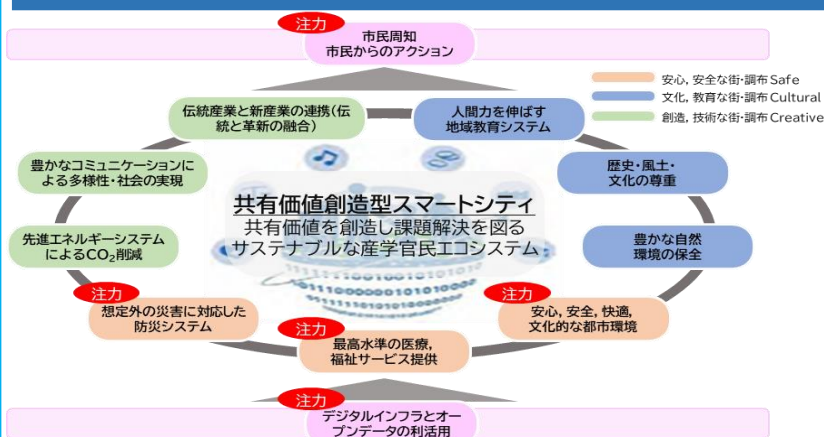 注力
市民周知
市民からのアクション
安心, 安全な街・調布 Safe
文化, 教育な街・調布 Cultural
創造, 技術な街・調布 Creative
伝統産業と新産業の連携(伝
統と革新の融合)
人間力を伸ばす
地域教育システム
豊かなコミュニケーションに
よる多様性・社会の実現
歴史・風土・
文化の尊重
共有価値創造型スマートシティ
共有価値を創造し課題解決を図る
サステナブルな産学官民エコシステム
先進エネルギーシステム
によるCO₂削減
豊かな自然
環境の保全
注力
想定外の災害に対応した
防災システム
注力
最高水準の医療,
福祉サービス提供
注力
安心, 安全, 快適,
文化的な都市環境
注力
デジタルインフラとオー
プンデータの利活用